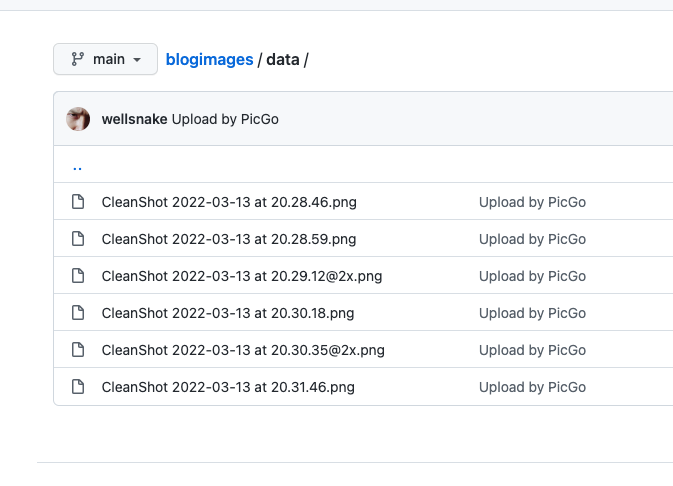 main
blogimages / data /
wellsnake Upload by PicGo
..
CleanShot 2022-03-13 at 20.28.46.png Upload by PicGo
CleanShot 2022-03-13 at 20.28.59.png Upload by PicGo
CleanShot 2022-03-13 at 20.29.12@2x.png Upload by PicGo
CleanShot 2022-03-13 at 20.30.18.png Upload by PicGo
CleanShot 2022-03-13 at 20.30.35@2x.png Upload by PicGo
CleanShot 2022-03-13 at 20.31.46.png Upload by PicGo